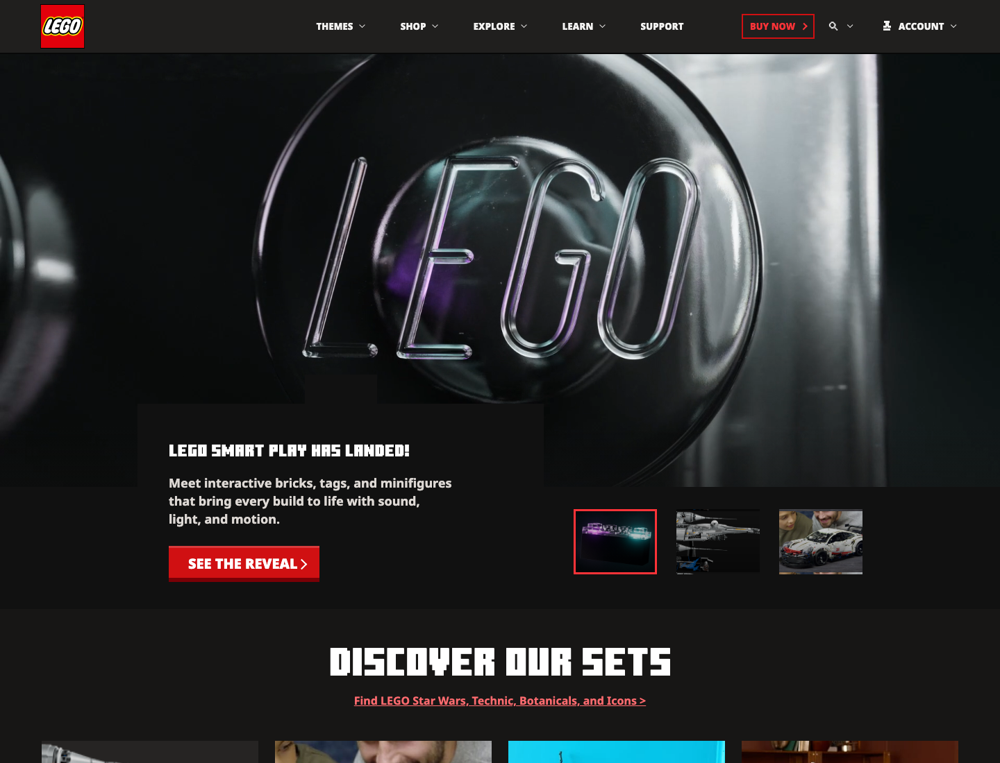 LEGO
THEMES
SHOP
EXPLORE
LEARN
SUPPORT
BUY NOW
ACCOUNT
LEGO
LEGO SMART PLAY HAS LANDED!
Meet interactive bricks, tags, and minifigures
that bring every build to life with sound,
light, and motion.
SEE THE REVEAL
DISCOVER OUR SETS
Find LEGO Star Wars, Technic, Botanicals, and Icons >